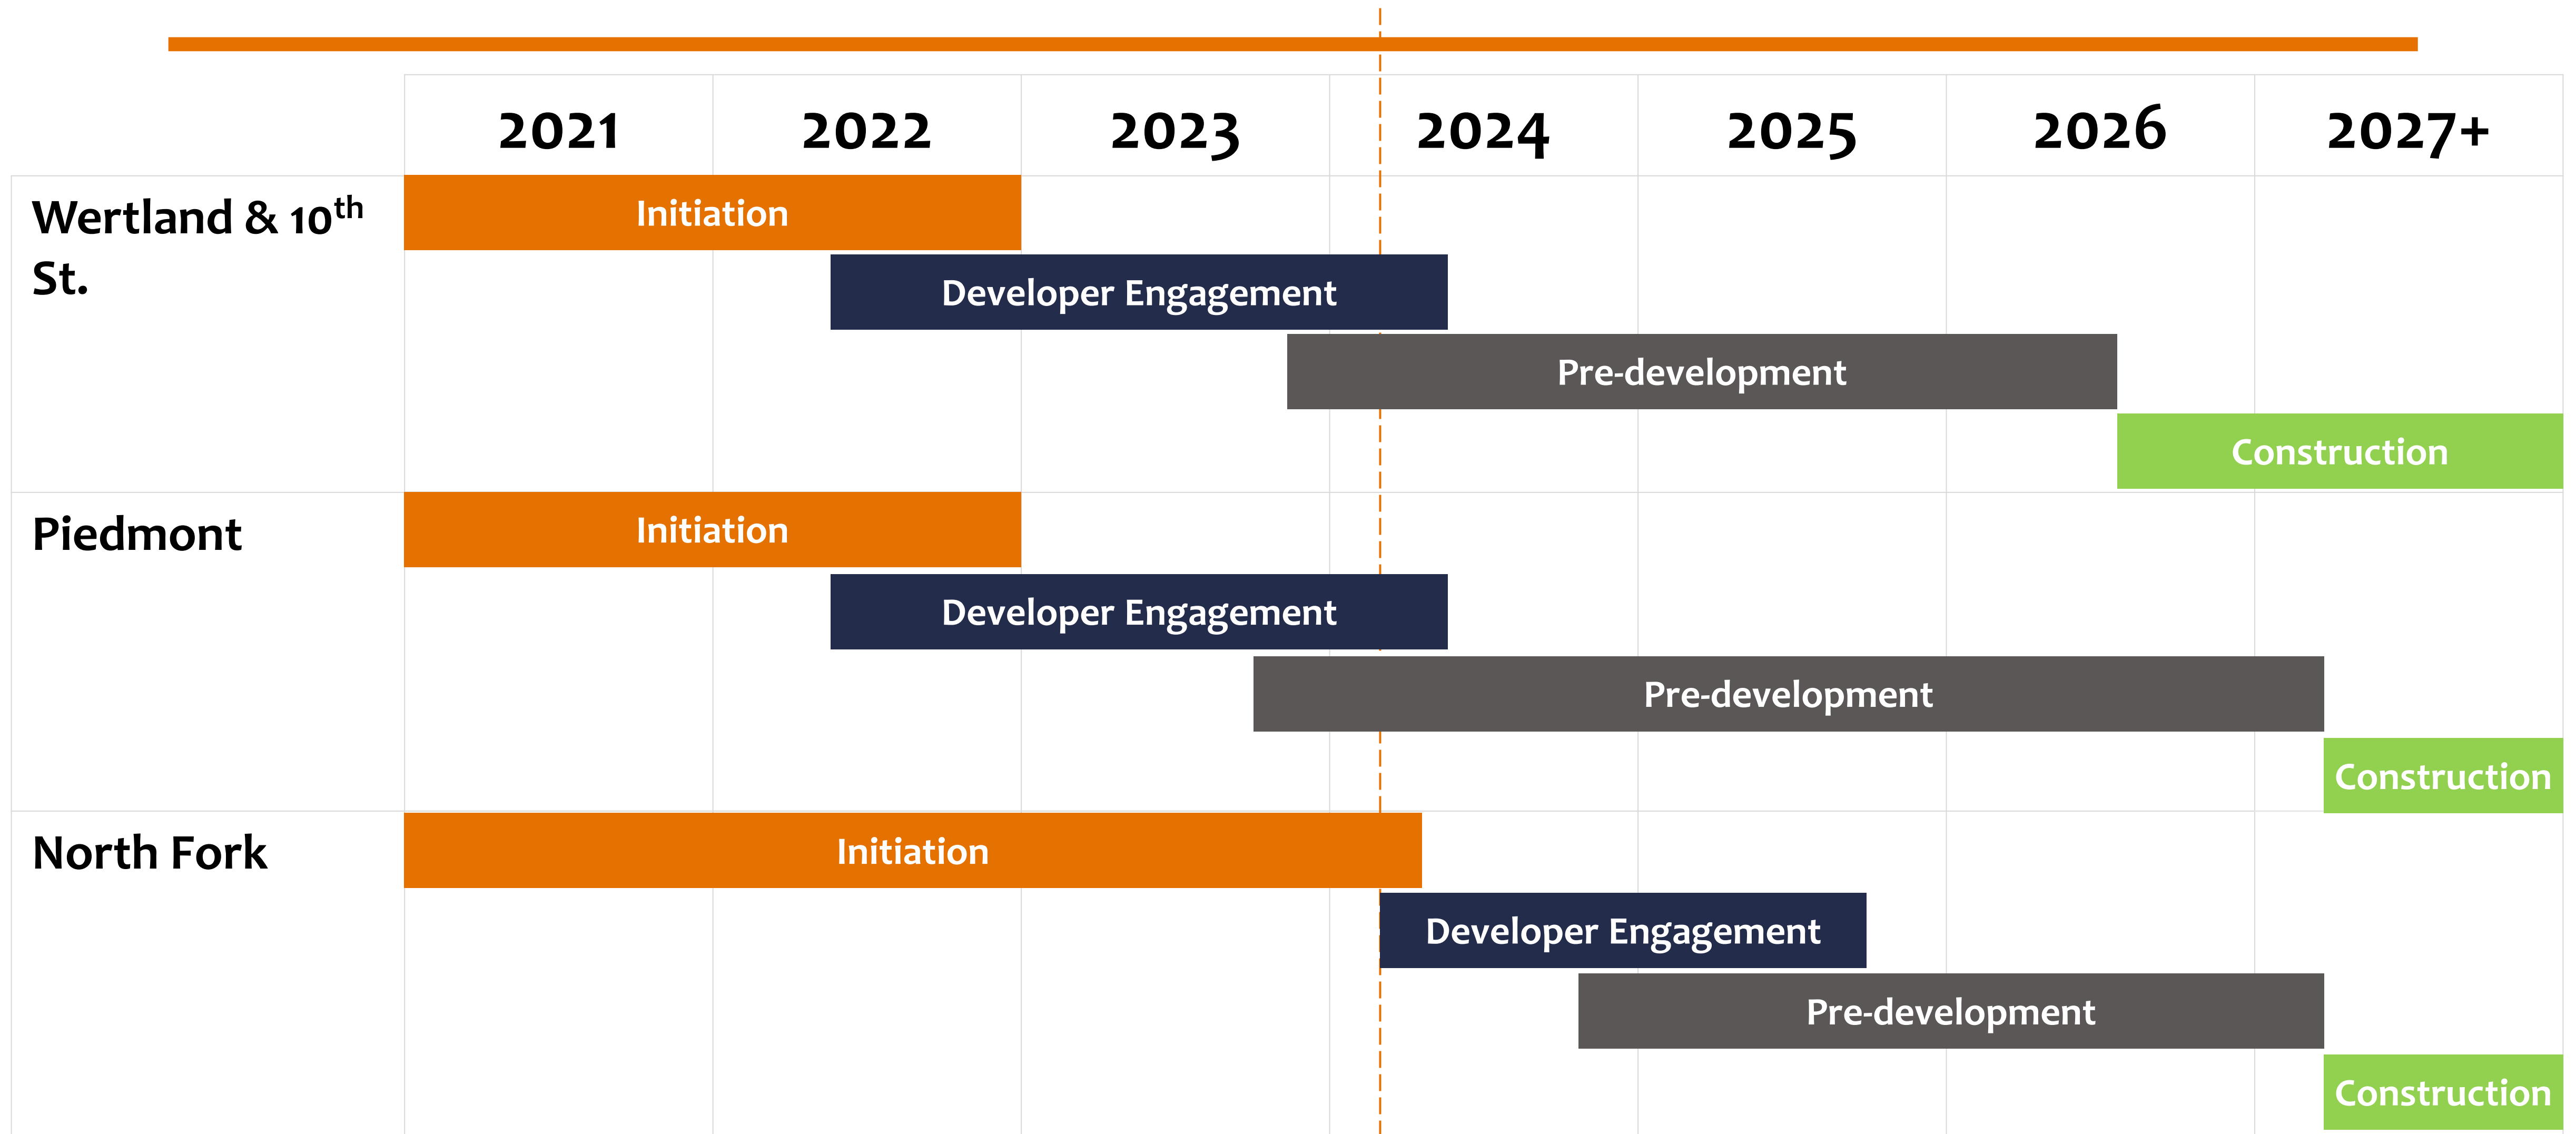 2021 2022 2023 2024 2025 2026 2027+
Wertland & 10th
St.
Initiation
Developer Engagement
Pre-development
Construction
Piedmont
Initiation
Developer Engagement
Pre-development
Construction
North Fork
Initiation
Developer Engagement
Pre-development
Construction